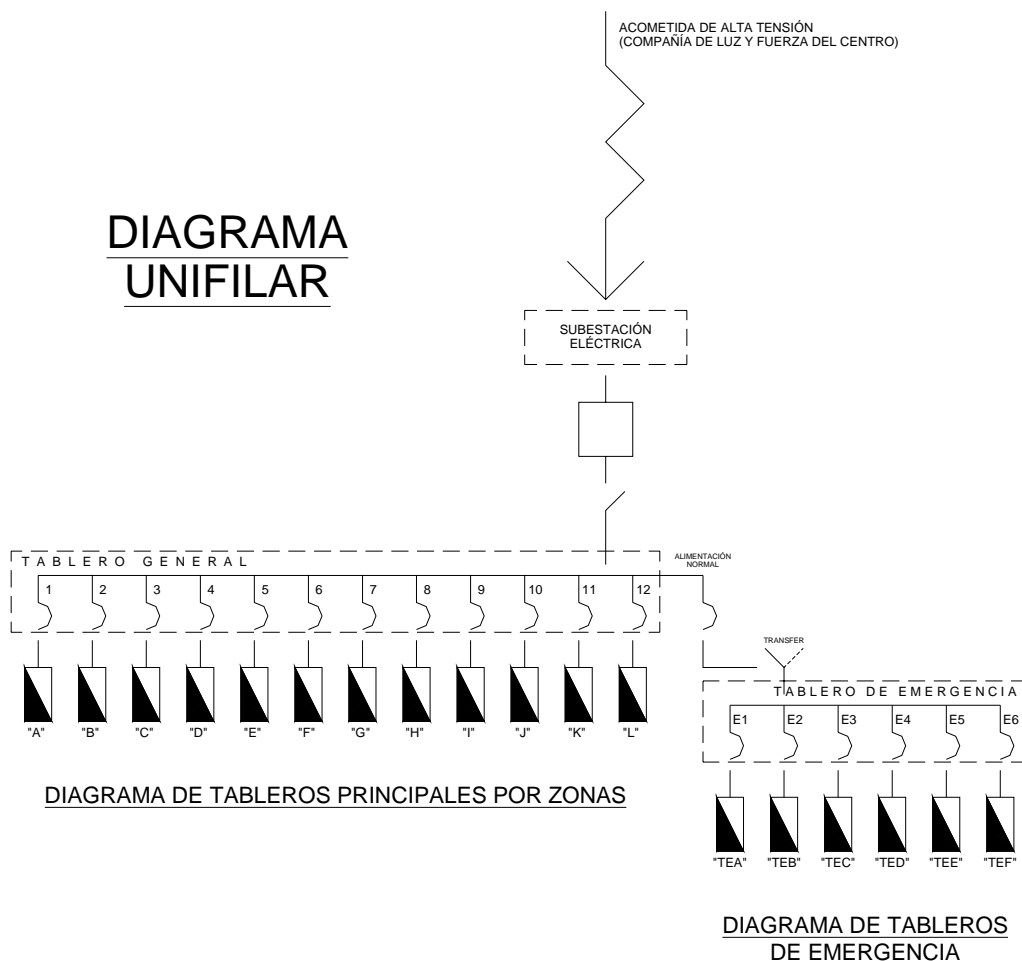 ACOMETIDA DE ALTA TENSIÓN
(COMPAÑÍA DE LUZ Y FUERZA DEL CENTRO)
DIAGRAMA
UNIFILAR
SUBESTACIÓN
ELÉCTRICA
TABLERO GENERAL
ALIMENTACIÓN
NORMAL
1 2 3 4 5 6 7 8 9 10 11 12
TRANSFER
TABLERO DE EMERGENCIA
E1 E2 E3 E4 E5 E6
"A" "B" "C" "D" "E" "F" "G" "H" "I" "J" "K" "L"
DIAGRAMA DE TABLEROS PRINCIPALES POR ZONAS
"TEA" "TEB" "TEC" "TED" "TEE" "TEF"
DIAGRAMA DE TABLEROS
DE EMERGENCIA